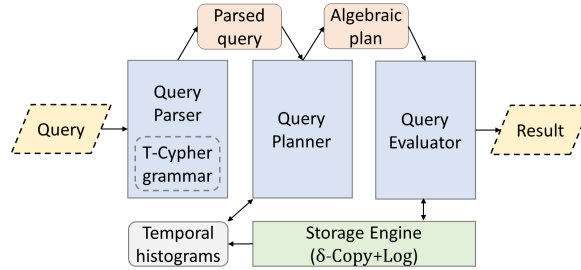 Parsed
query
Algebraic
plan
Query
Query
Parser
T-Cypher
grammar
Query
Planner
Query
Evaluator
Result
Temporal
histograms
Storage Engine
(δ-Copy+Log)